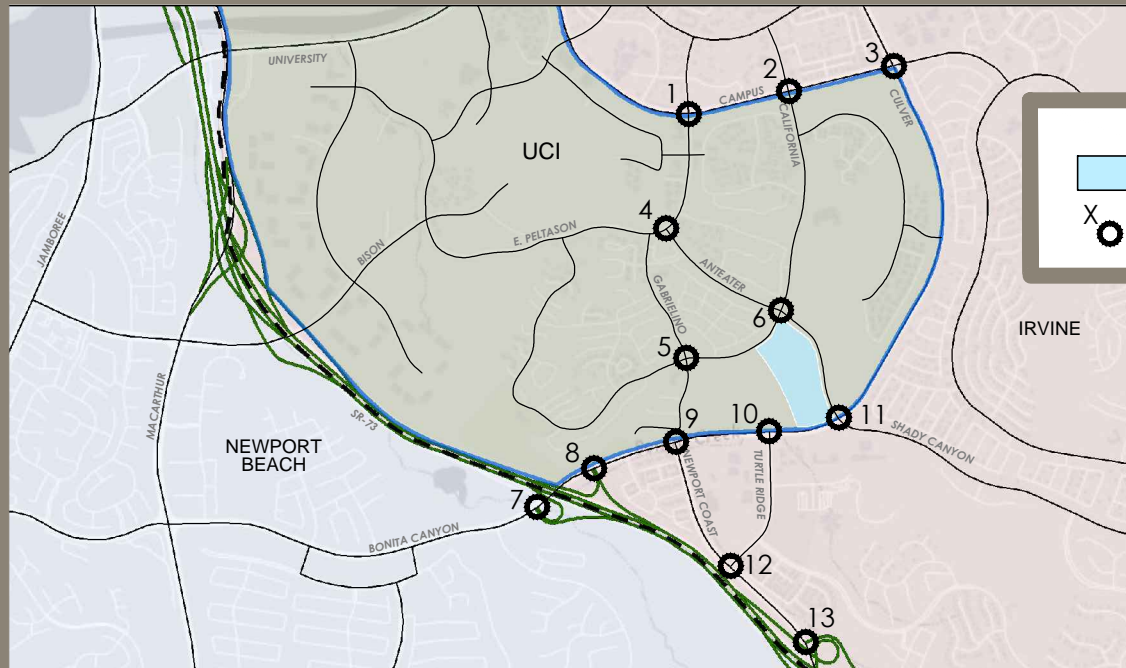 UNIVERSITY
1
CAMPUS
2
3
CALIFORNIA
CULVER
UCI
X
JAMBOREE
BISON
4
E. PELTASON
ANTEATER
GABRIELINO
6
5
IRVINE
MACARTHUR
SR-73
NEWPORT
BEACH
8
9
10
11
SHADY CANYON
NEWPORT COAST
TURTLE RIDGE
7
BONITA CANYON
12
13